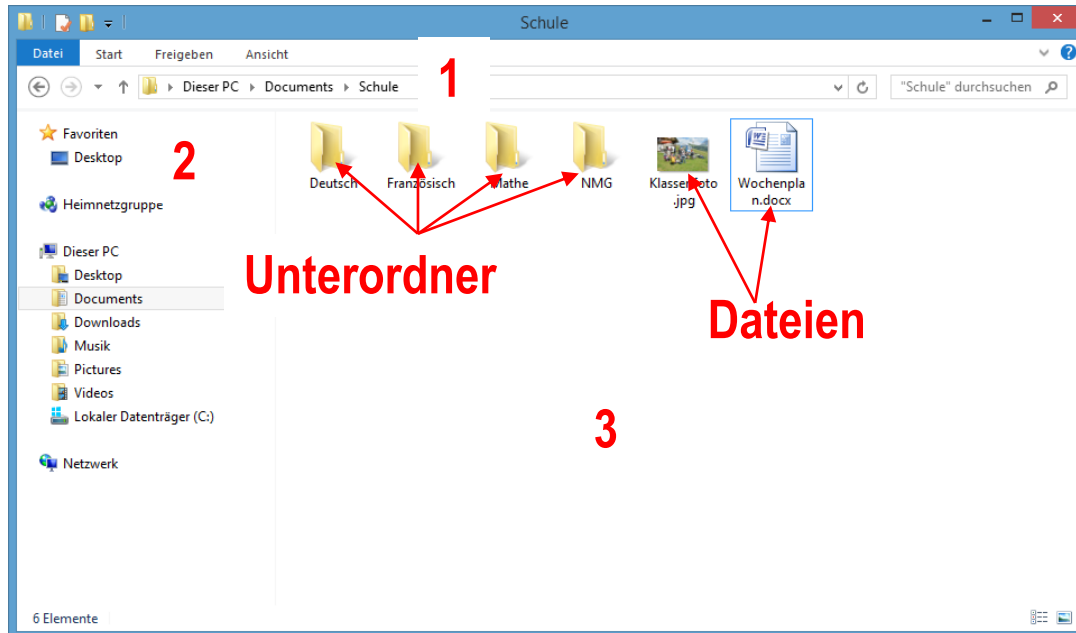 Schule
Datei Start Freigeben Ansicht
1
Dieser PC Documents Schule
"Schule" durchsuchen
Favoriten
Desktop
2
Heimnetzgruppe
Dieser PC
Desktop
Documents
Downloads
Musik
Pictures
Videos
Lokaler Datenträger (C:)
Netzwerk
Deutsch
Französisch
Mathe
NMG
Klassenfoto
.jpg
Wochenpla
n.docx
Unterordner
Dateien
3
6 Elemente